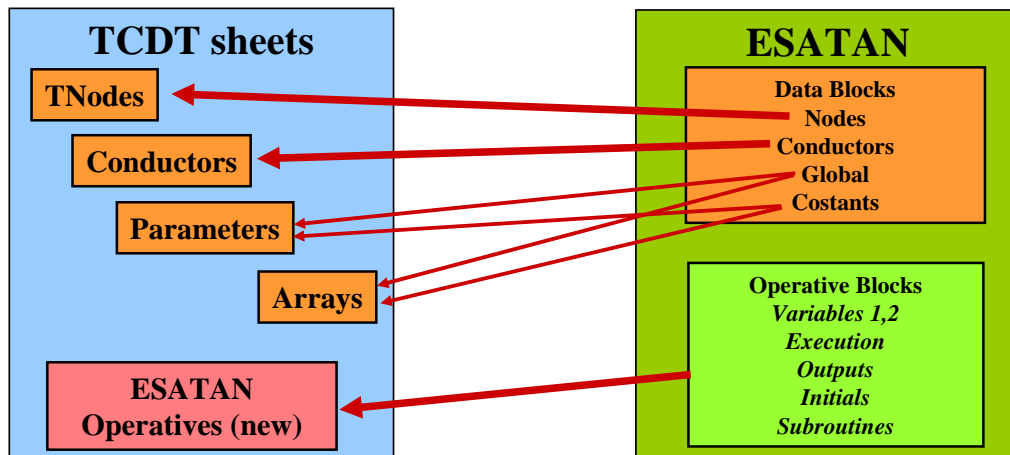 TCDT sheets
TNodes
Conductors
Parameters
Arrays
ESATAN
Operatives (new)
ESATAN
Data Blocks
Nodes
Conductors
Global
Costants
Operative Blocks
Variables 1,2
Execution
Outputs
Initials
Subroutines